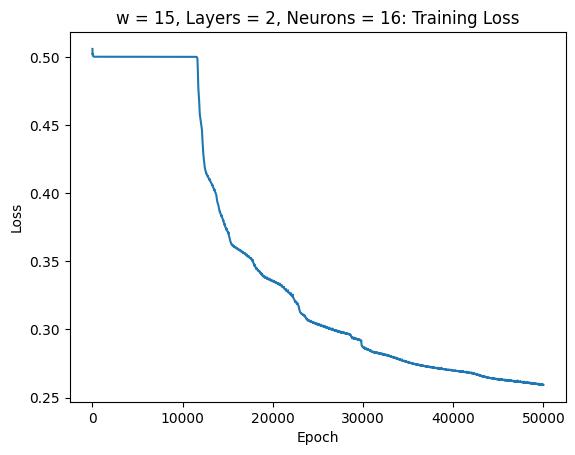 w = 15, Layers = 2, Neurons = 16: Training Loss
0.50
0.45
0.40
0.35
0.30
0.25
Loss
0 10000 20000 30000 40000 50000
Epoch